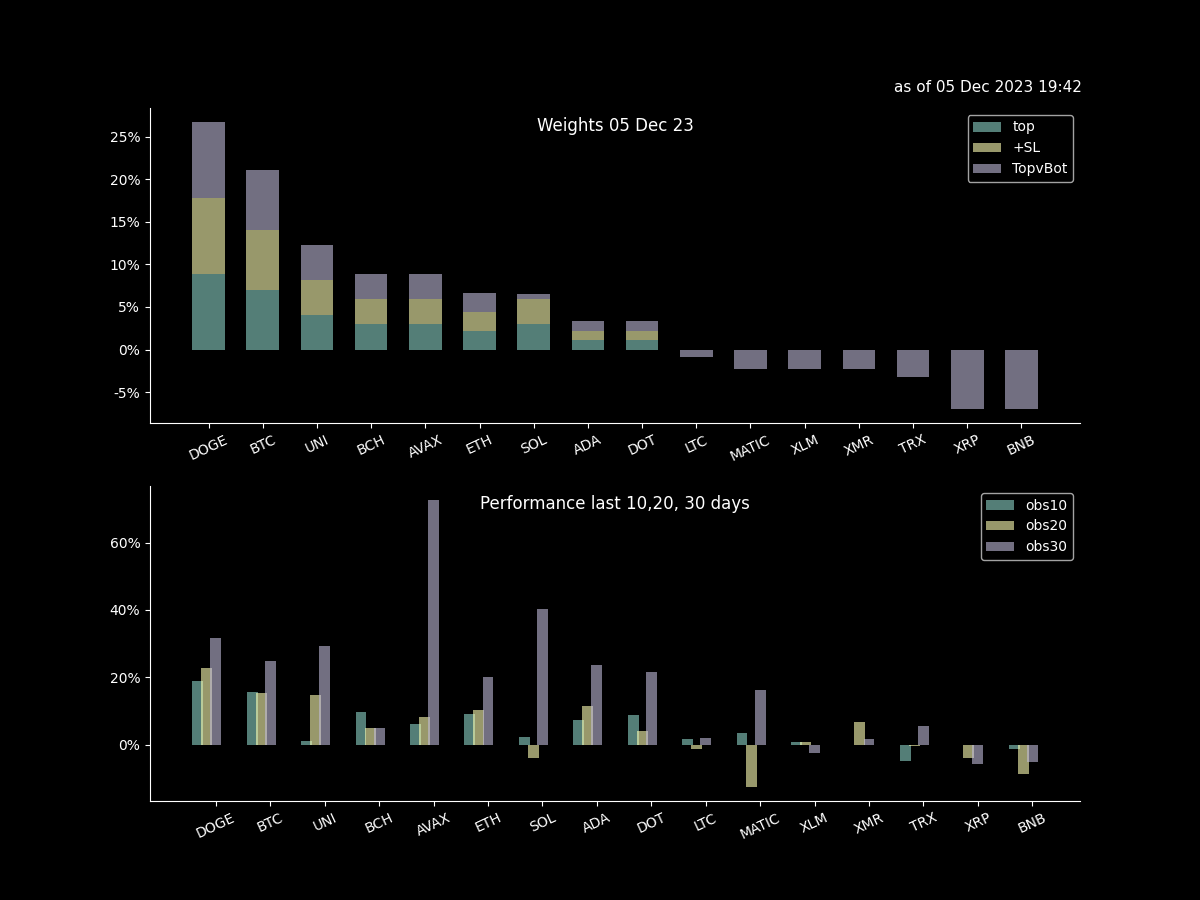 as of 05 Dec 2023 19:42
Weights 05 Dec 23
top
+SL
TopvBot
25%
20%
15%
10%
5%
0%
-5%
DOGE BTC UNI BCH AVAX ETH SOL ADA DOT LTC MATIC XLM XMR TRX XRP BNB
Performance last 10,20, 30 days
obs10
obs20
obs30
60%
40%
20%
0%
DOGE BTC UNI BCH AVAX ETH SOL ADA DOT LTC MATIC XLM XMR TRX XRP BNB